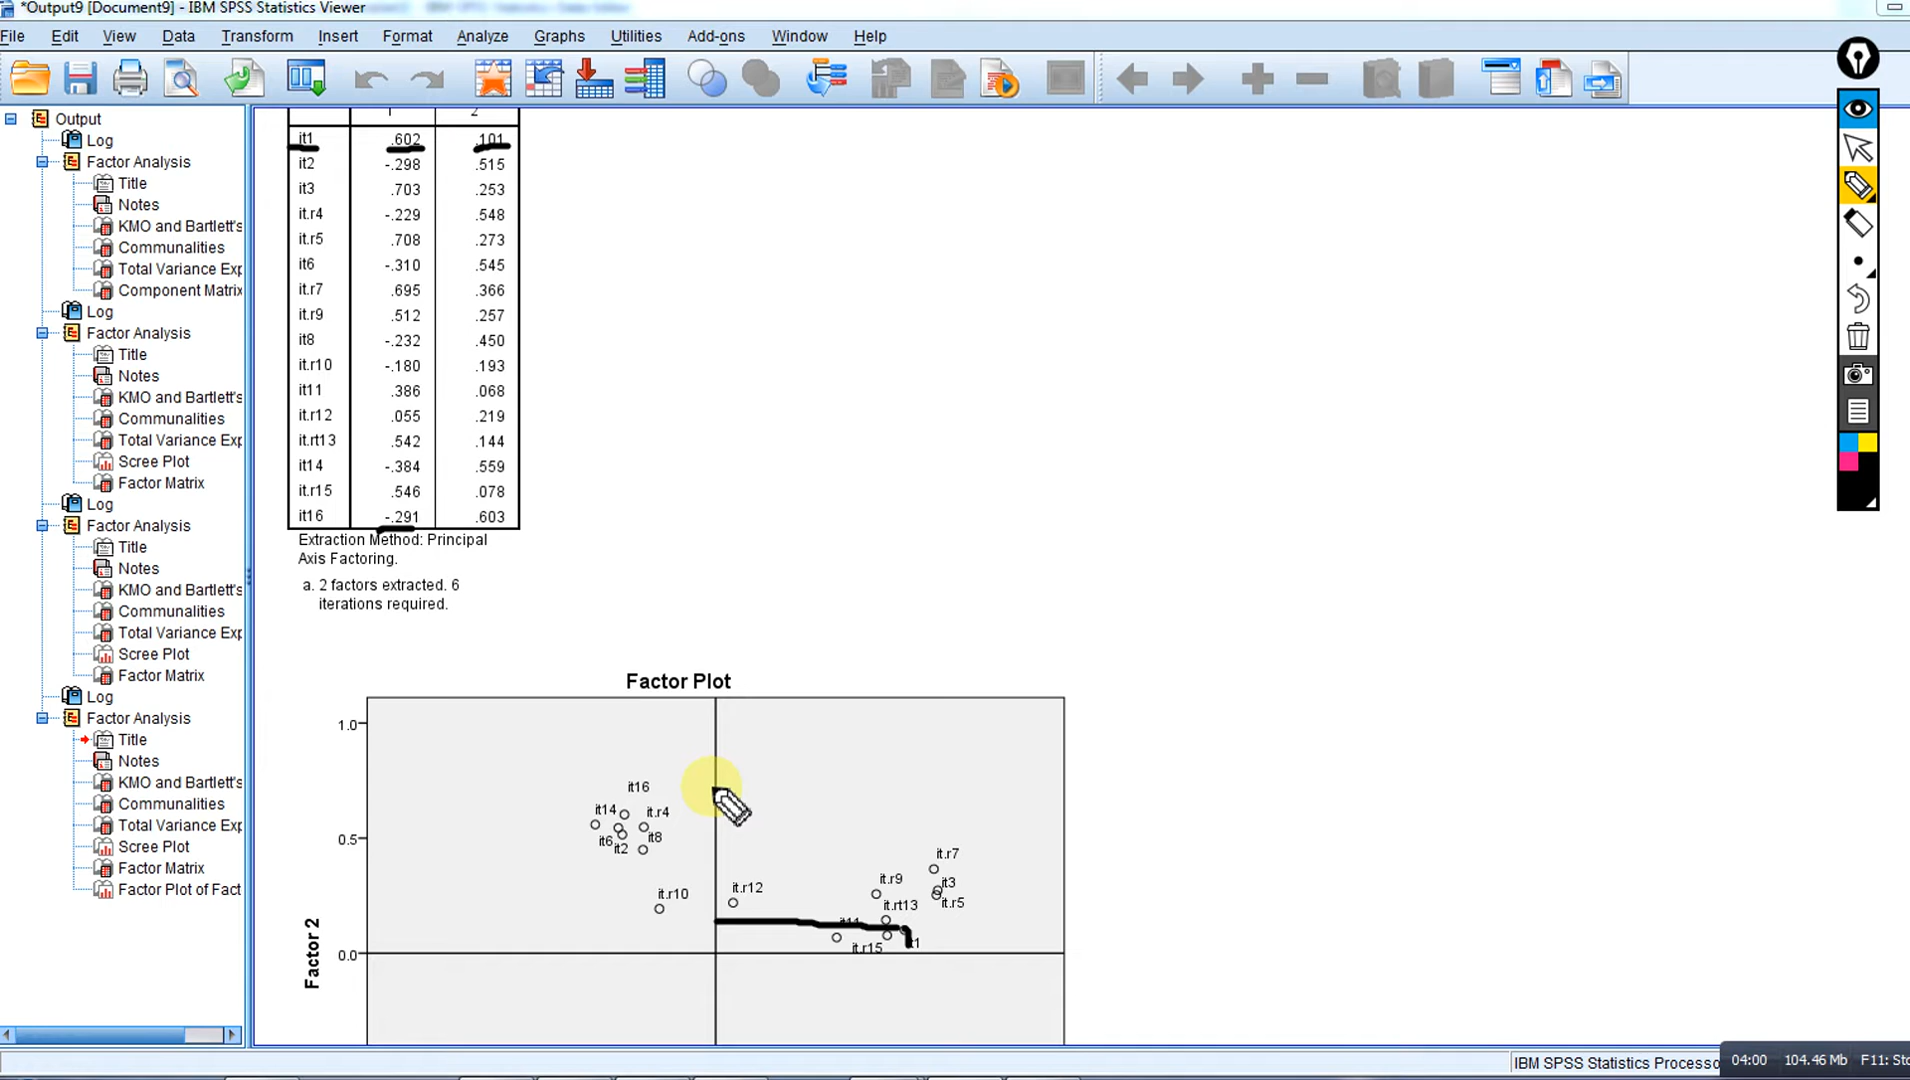 *Output9 [Document9] - IBM SPSS Statistics Viewer
File Edit View Data Transform Insert Format Analyze Graphs Utilities Add-ons Window Help
Output
Log
Factor Analysis
Title
Notes
KMO and Bartlett's
Communalities
Total Variance Exp
Component Matrix
Log
Factor Analysis
Title
Notes
KMO and Bartlett's
Communalities
Total Variance Exp
Scree Plot
Factor Matrix
Log
Factor Analysis
Title
Notes
KMO and Bartlett's
Communalities
Total Variance Exp
Scree Plot
Factor Matrix
Log
Factor Analysis
Title
Notes
KMO and Bartlett's
Communalities
Total Variance Exp
Scree Plot
Factor Matrix
Factor Plot of Fact
1 2
it1 .602 .101
it2 -.298 .515
it3 .703 .253
it.r4 -.229 .548
it.r5 .708 .273
it6 -.310 .545
it.r7 .695 .366
it.r9 .512 .257
it8 -.232 .450
it.r10 -.180 .193
it11 .386 .068
it.r12 .055 .219
it.rt13 .542 .144
it14 -.384 .559
it.r15 .546 .078
it16 -.291 .603
Extraction Method: Principal
Axis Factoring.
a. 2 factors extracted. 6
iterations required.
Factor Plot
1.0
it16
it14 it.r4
0.5
it6 it2 it8
it.r7
it.r9 it3
it.r10 it.r12
it.rt13 it.r5
it11
it.r15 it1
0.0
Factor 2
IBM SPSS Statistics Processo
04:00 104.46 Mb F11: Sto